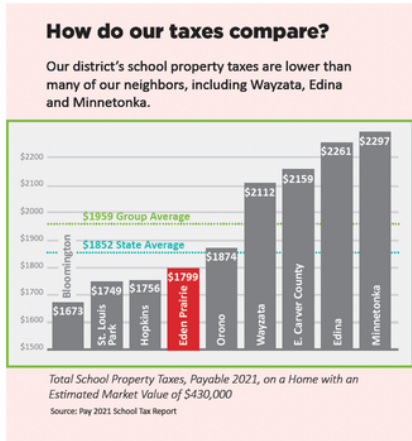 How do our taxes compare?
Our district's school property taxes are lower than
many of our neighbors, including Wayzata, Edina
and Minnetonka.
$2200
$2100
$2000
$1900
$1800
$1700
$1600
$1500
$1959 Group Average
$1852 State Average
Bloomington
$1673
$1749
St. Louis
Park
$1756
Hopkins
$1799
Eden Prairie
$1874
Orono
$2112
Wayzata
$2159
E. Carver County
$2261
Edina
$2297
Minnetonka
Total School Property Taxes, Payable 2021, on a Home with an
Estimated Market Value of $430,000
Source: Pay 2021 School Tax Report